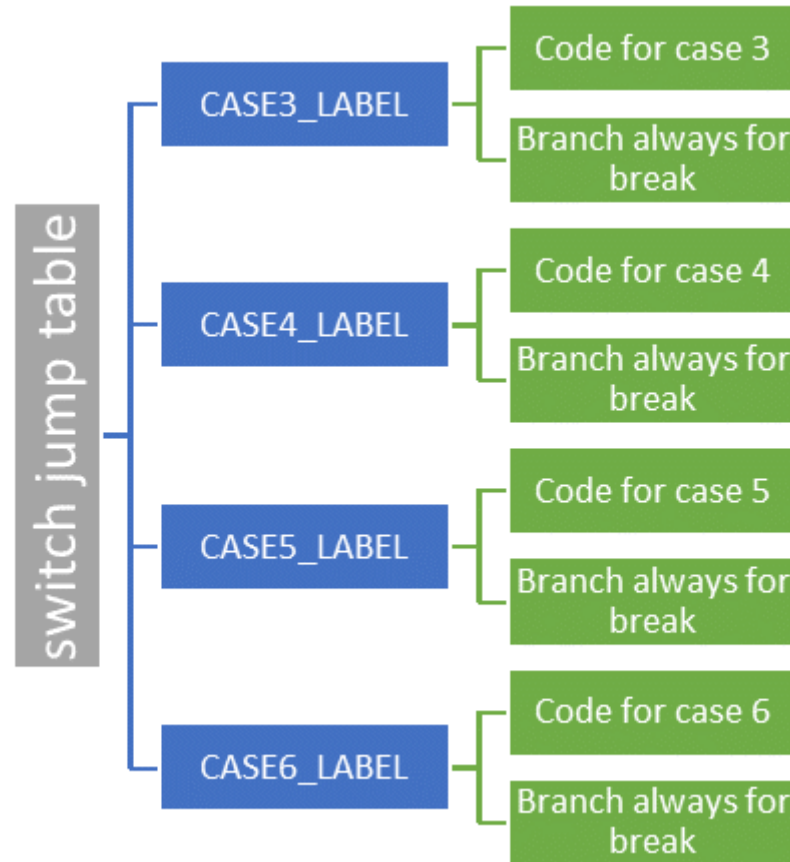 switch jump table
CASE3_LABEL
Code for case 3
Branch always for
break
CASE4_LABEL
Code for case 4
Branch always for
break
CASE5_LABEL
Code for case 5
Branch always for
break
CASE6_LABEL
Code for case 6
Branch always for
break